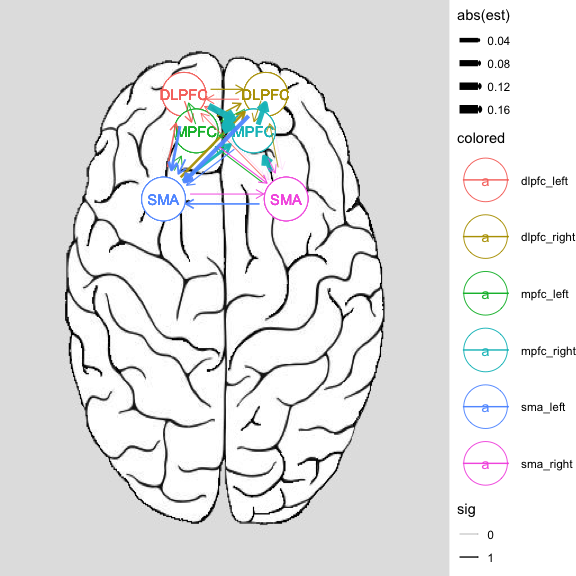 abs(est)
0.04
0.08
0.12
0.16
colored
a dlpfc_left
a dlpfc_right
a mpfc_left
a mpfc_right
a sma_left
a sma_right
sig
0
1
DLPFC DLPFC
MPFC MPFC
SMA SMA